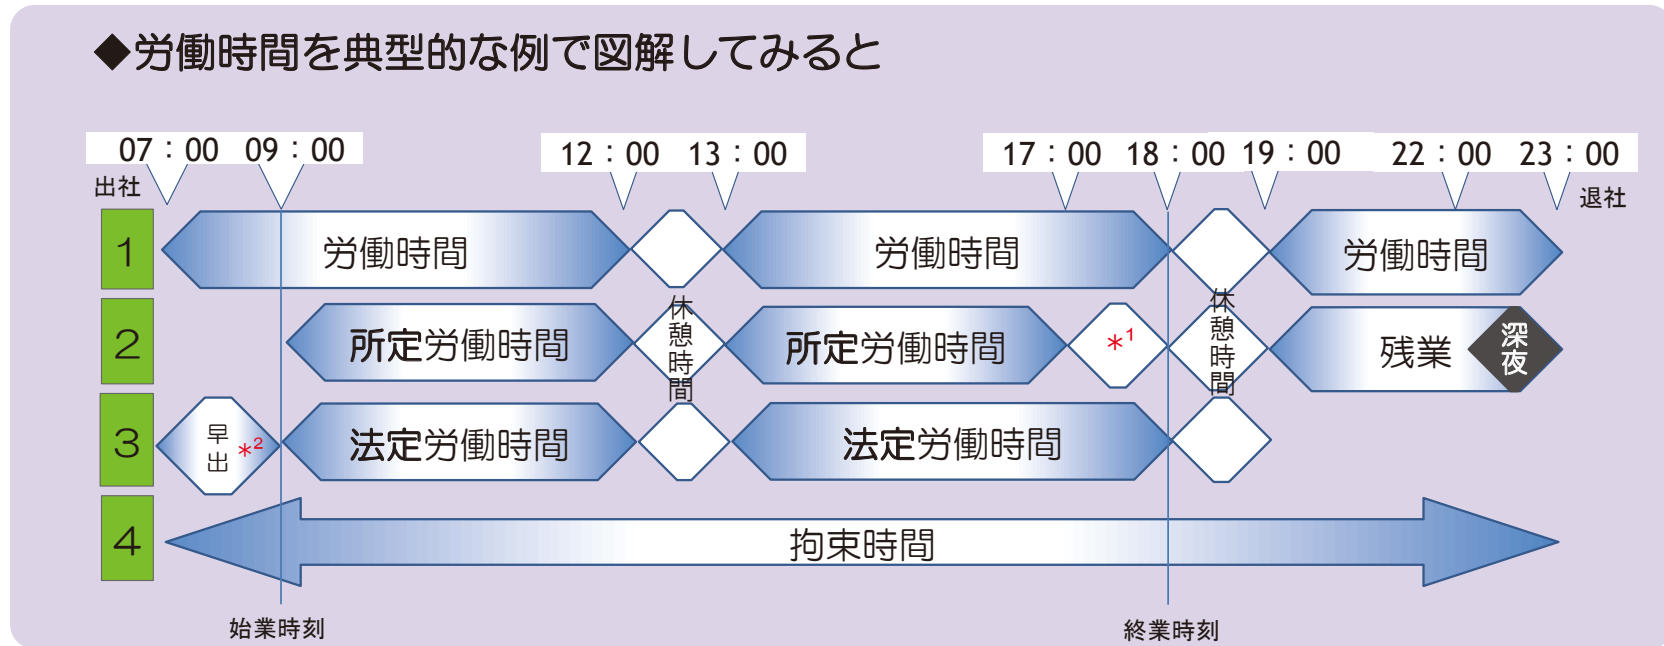 ◆労働時間を典型的な例で図解してみると
07：00 09：00 12：00 13：00 17：00 18：00 19：00 22：00 23：00
出社 退社
1 労働時間 労働時間 労働時間
2 所定労働時間 休憩時間 所定労働時間 *1 休憩時間 残業 深夜
3 早出 *2 法定労働時間 法定労働時間
4 拘束時間
始業時刻 終業時刻